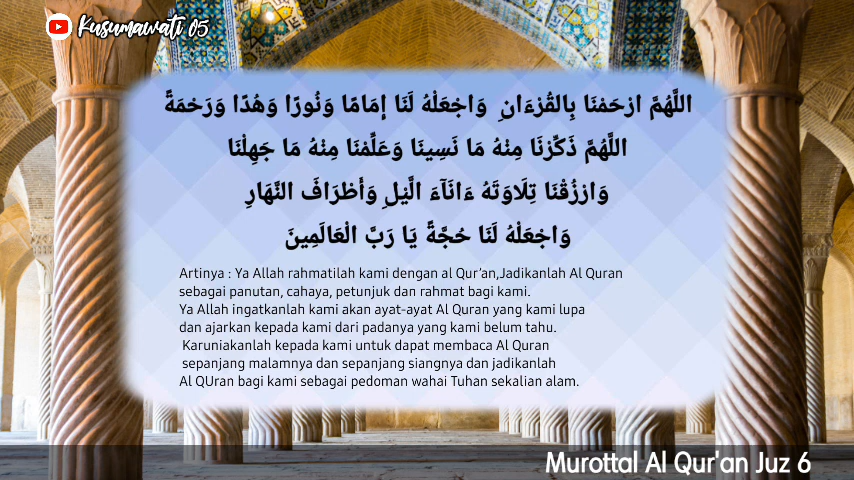 Kusumawati 05
اللَّهُمَّ ارْحَمْنَا بِالقُرْءَانِ وَاجْعَلْهُ لَنَا إِمَامًا وَنُورًا وَهُدًا وَرَحْمَةً
اللَّهُمَّ ذَكِّرْنَا مِنْهُ مَا نَسِينَا وَعَلِّمْنَا مِنْهُ مَا جَهِلْنَا
وَارْزُقْنَا تِلَاوَتَهُ ءَانَآءَ الَّيْلِ وَأَطْرَافَ النَّهَارِ
وَاجْعَلْهُ لَنَا حُجَّةً يَا رَبَّ الْعَالَمِينَ
Artinya : Ya Allah rahmatilah kami dengan al Qur'an,Jadikanlah Al Quran
sebagai panutan, cahaya, petunjuk dan rahmat bagi kami.
Ya Allah ingatkanlah kami akan ayat-ayat Al Quran yang kami lupa
dan ajarkan kepada kami dari padanya yang kami belum tahu.
Karuniakanlah kepada kami untuk dapat membaca Al Quran
sepanjang malamnya dan sepanjang siangnya dan jadikanlah
Al QUran bagi kami sebagai pedoman wahai Tuhan sekalian alam.
Murottal Al Qur'an Juz 6